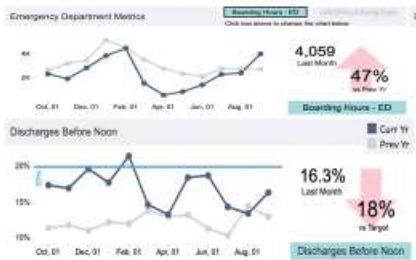 Emergency Department Metrics
Boarding Hours - ED
Click box above to change the chart below
4K
2K
Oct, 01 Dec, 01 Feb, 01 Apr, 01 Jun, 01 Aug, 01
4,059
Last Month
47%
vs Prev Yr
Boarding Hours - ED
Discharges Before Noon
Curr Yr
Prev Yr
20%
15%
10%
Oct, 01 Dec, 01 Feb, 01 Apr, 01 Jun, 01 Aug, 01
16.3%
Last Month
18%
vs Target
Discharges Before Noon